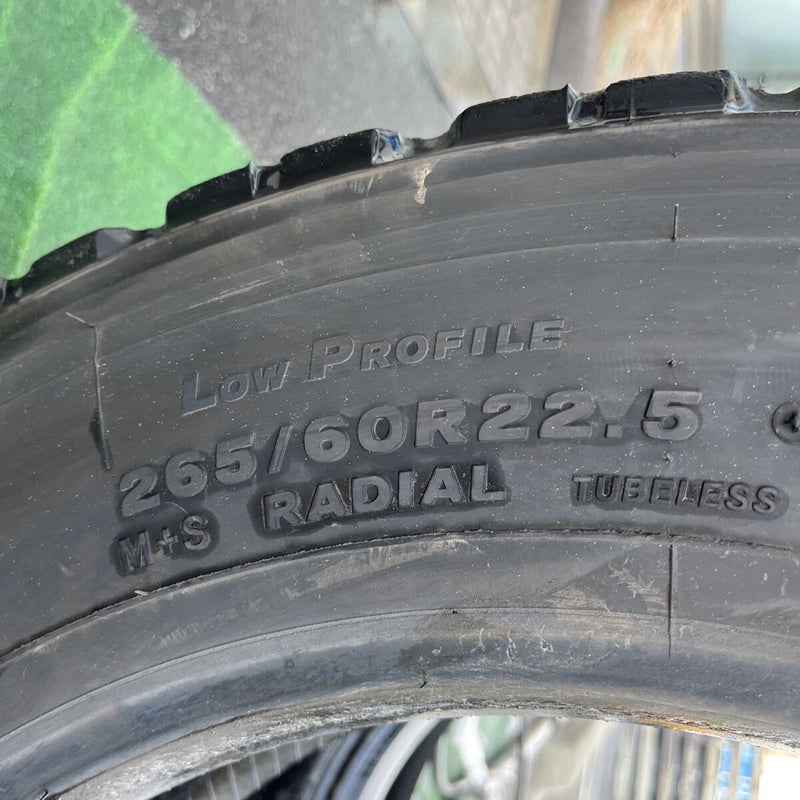 LOW PROFILE
265/60R22.5
M+S RADIAL TUBELESS